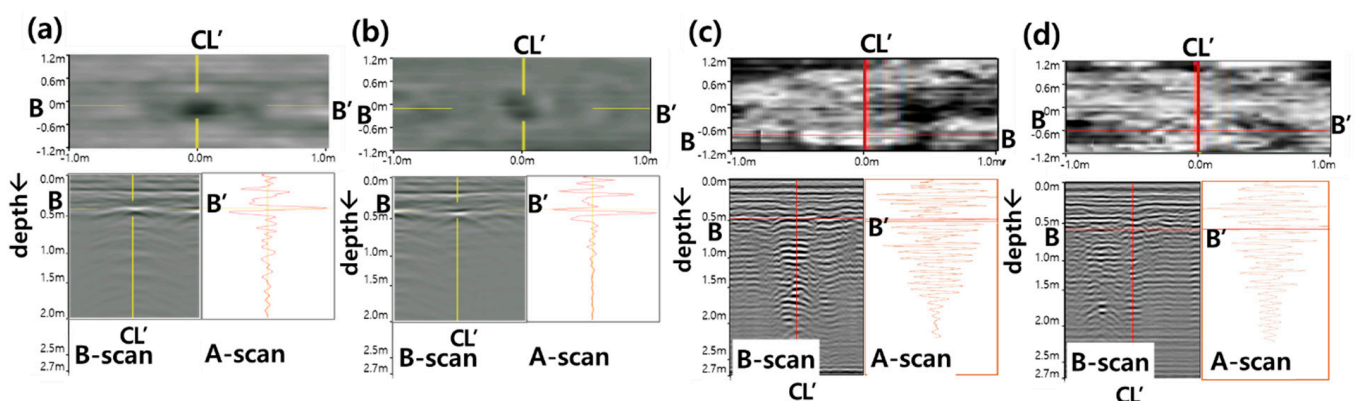 (a)
CL'
1.2m
0.6m
-0m
-0.6m
-1.2m
B
B'
-1.0m
0.0m
1.0m
depth←
0.0m
0.5m
1.0m
1.5m
2.0m
2.5m
2.7m
B
B'
CL'
B-scan
A-scan
(b)
CL'
1.2m
0.6m
-0m
-0.6m
-1.2m
B
B'
-1.0m
0.0m
1.0m
depth←
0.0m
0.5m
1.0m
1.5m
2.0m
2.5m
2.7m
B
B'
CL'
B-scan
A-scan
(c)
CL'
1.2m
0.6m
-0m
-0.6m
-1.2m
B
B
-1.0m
0.0m
1.0m
depth←
0.0m
0.5m
1.0m
1.5m
2.0m
2.5m
2.7m
B
B'
B-scan
A-scan
CL'
(d)
CL'
1.2m
0.6m
0m
-0.6m
-1.2m
B
B'
-1.0m
0.0m
1.0m
depth←
0.0m
0.5m
1.0m
1.5m
2.0m
2.5m
2.7m
B
B'
B-scan
A-scan
CL'